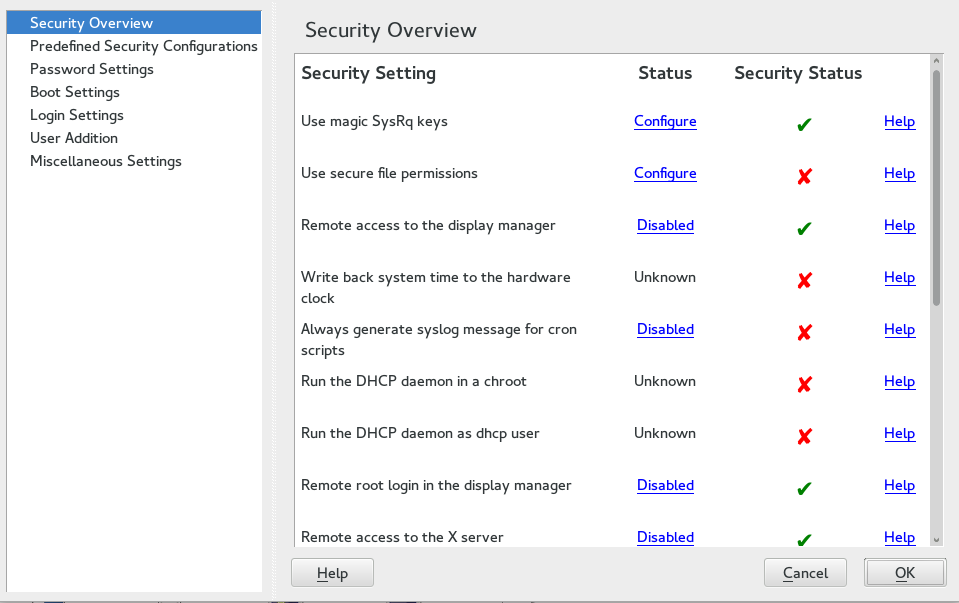 Security Overview
Predefined Security Configurations
Password Settings
Boot Settings
Login Settings
User Addition
Miscellaneous Settings
Security Overview
Security Setting Status Security Status
Use magic SysRq keys Configure ✔ Help
Use secure file permissions Configure ✘ Help
Remote access to the display manager Disabled ✔ Help
Write back system time to the hardware Unknown ✘ Help
clock
Always generate syslog message for cron Disabled ✘ Help
scripts
Run the DHCP daemon in a chroot Unknown ✘ Help
Run the DHCP daemon as dhcp user Unknown ✘ Help
Remote root login in the display manager Disabled ✔ Help
Remote access to the X server Disabled ✔ Help
Help Cancel OK